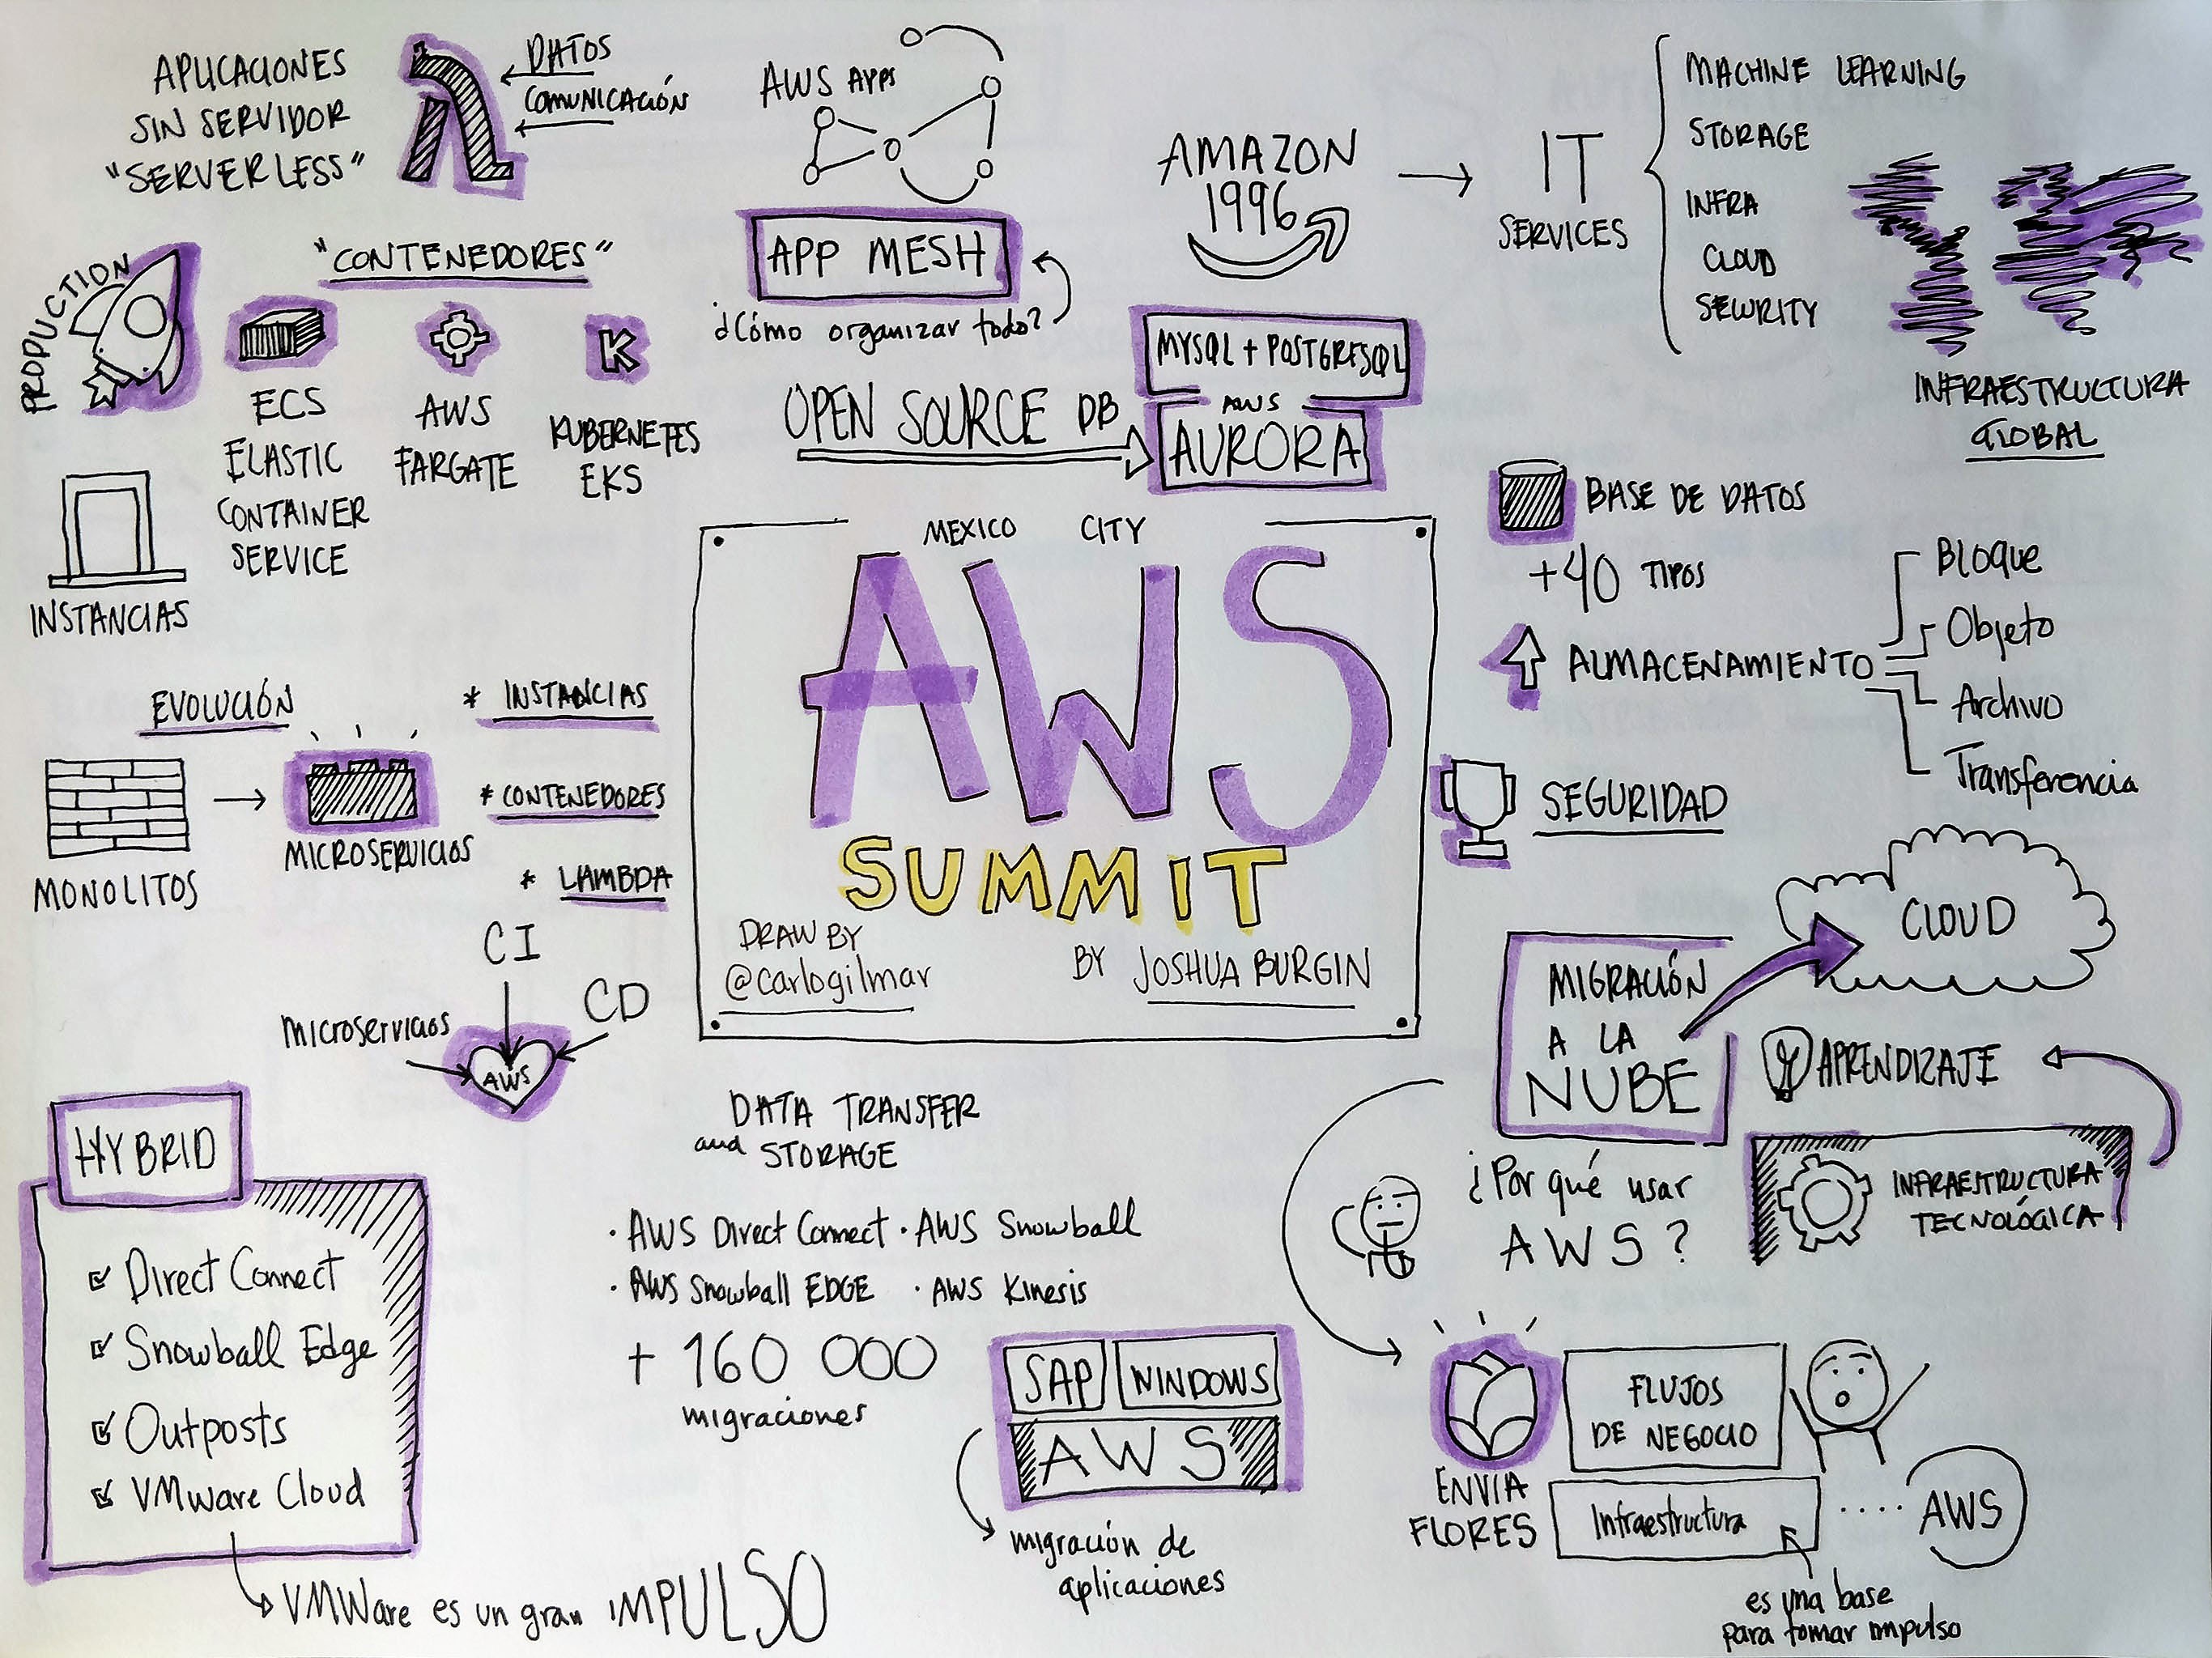 APLICACIONES
SIN SERVIDOR
"SERVERLESS"
DATOS
COMUNICACIÓN
AWS APPS
APP MESH
¿Cómo organizar todo?
AMAZON
1996
IT
SERVICES
MACHINE LEARNING
STORAGE
INFRA
CLOUD
SECURITY
INFRAESTRUCTURA
GLOBAL
PRODUCTION
"CONTENEDORES"
ECS
ELASTIC
CONTAINER
SERVICE
AWS
FARGATE
K
KUBERNETES
EKS
INSTANCIAS
OPEN SOURCE DB
MYSQL + POSTGRESQL
AWS
AURORA
BASE DE DATOS
+40 TIPOS
ALMACENAMIENTO
Bloque
Objeto
Archivo
Transferencia
SEGURIDAD
EVOLUCIÓN
MONOLITOS
MICROSERVICIOS
* INSTANCIAS
* CONTENEDORES
* LAMBDA
CI
CD
Microservicios
AWS
MEXICO CITY
AWS
SUMMIT
DRAW BY
@carlogilmar
BY JOSHUA BURGIN
MIGRACIÓN
A LA
NUBE
CLOUD
APRENDIZAJE
INFRAESTRUCTURA
TECNOLÓGICA
¿Por qué usar
AWS?
HYBRID
Direct Connect
Snowball Edge
Outposts
VMware Cloud
VMWare es un gran IMPULSO
DATA TRANSFER
and STORAGE
· AWS Direct Connect · AWS Snowball
· AWS Snowball EDGE · AWS Kinesis
+ 160 000
migraciones
SAP
WINDOWS
AWS
migración de
aplicaciones
ENVIA
FLORES
FLUJOS
DE NEGOCIO
Infraestructura
.... AWS
es una base
para tomar impulso